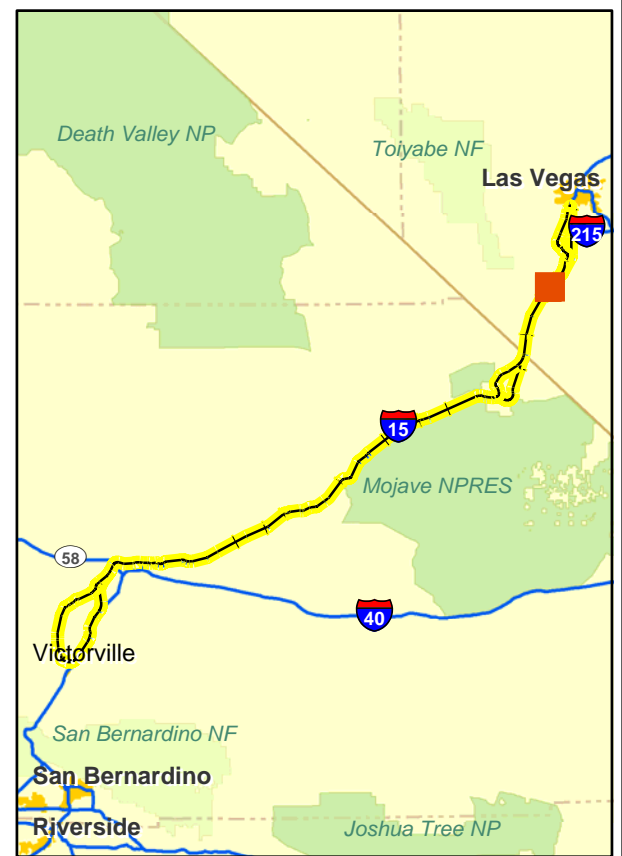 Death Valley NP
Toiyabe NF
Las Vegas
215
15
Mojave NPRES
58
40
Victorville
San Bernardino NF
San Bernardino
Riverside
Joshua Tree NP